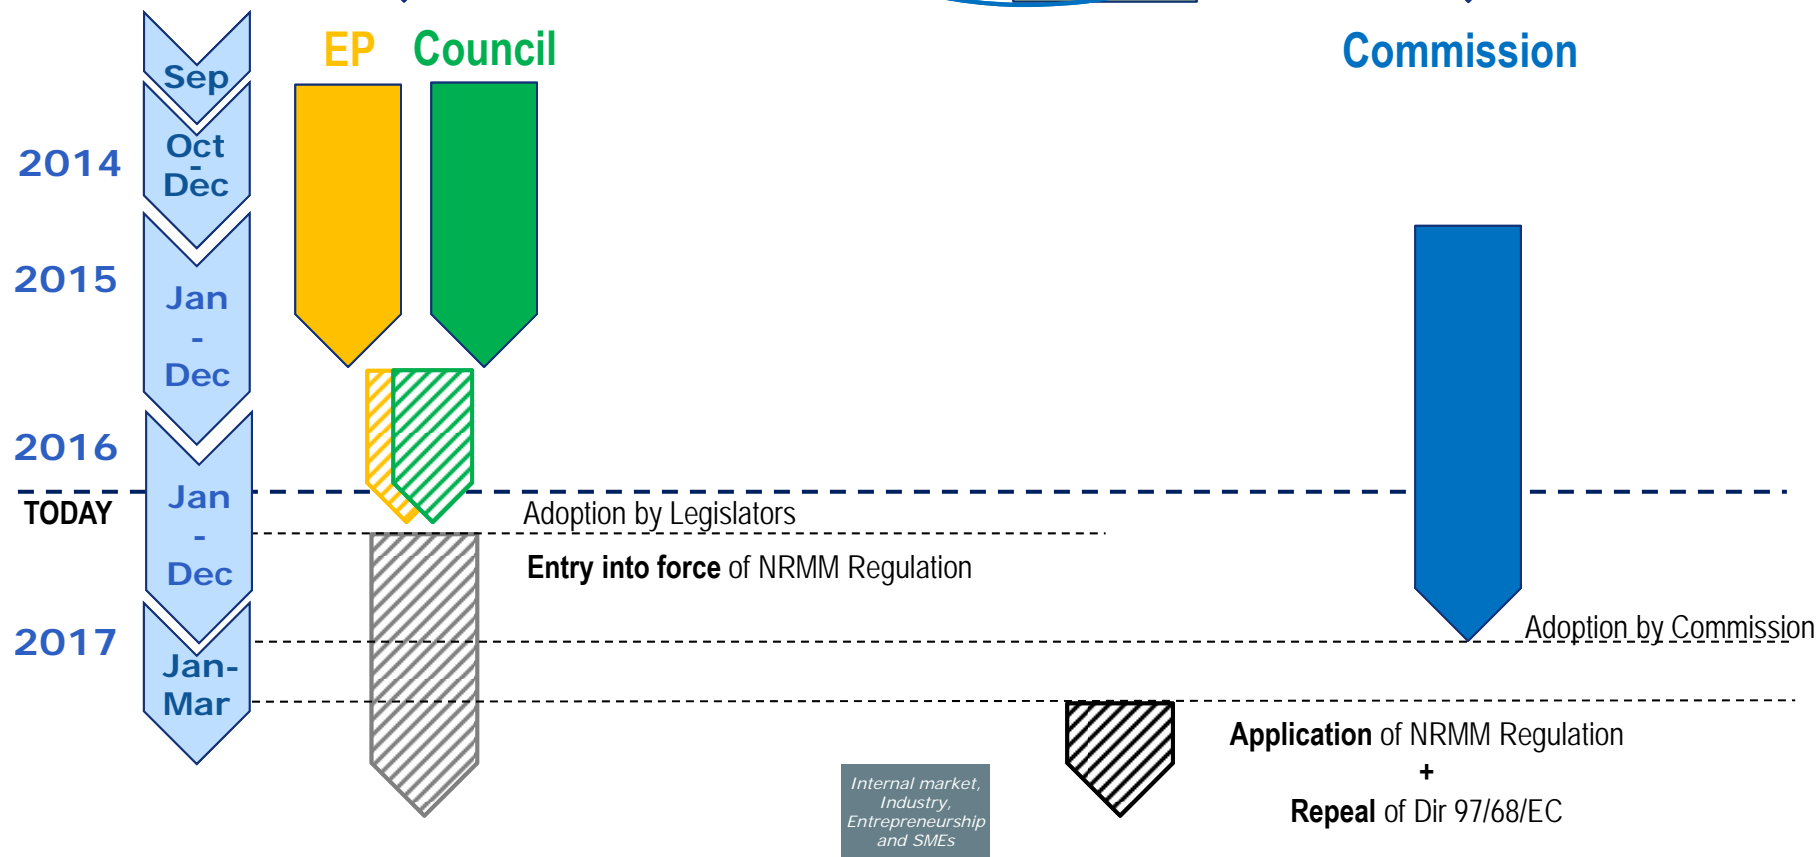 EP
Council
Commission
Sep
2014
Oct
-
Dec
2015
Jan
-
Dec
2016
TODAY
Jan
-
Dec
Adoption by Legislators
Entry into force of NRMM Regulation
2017
Adoption by Commission
Jan-
Mar
Application of NRMM Regulation
+
Repeal of Dir 97/68/EC
Internal market,
Industry,
Entrepreneurship
and SMEs